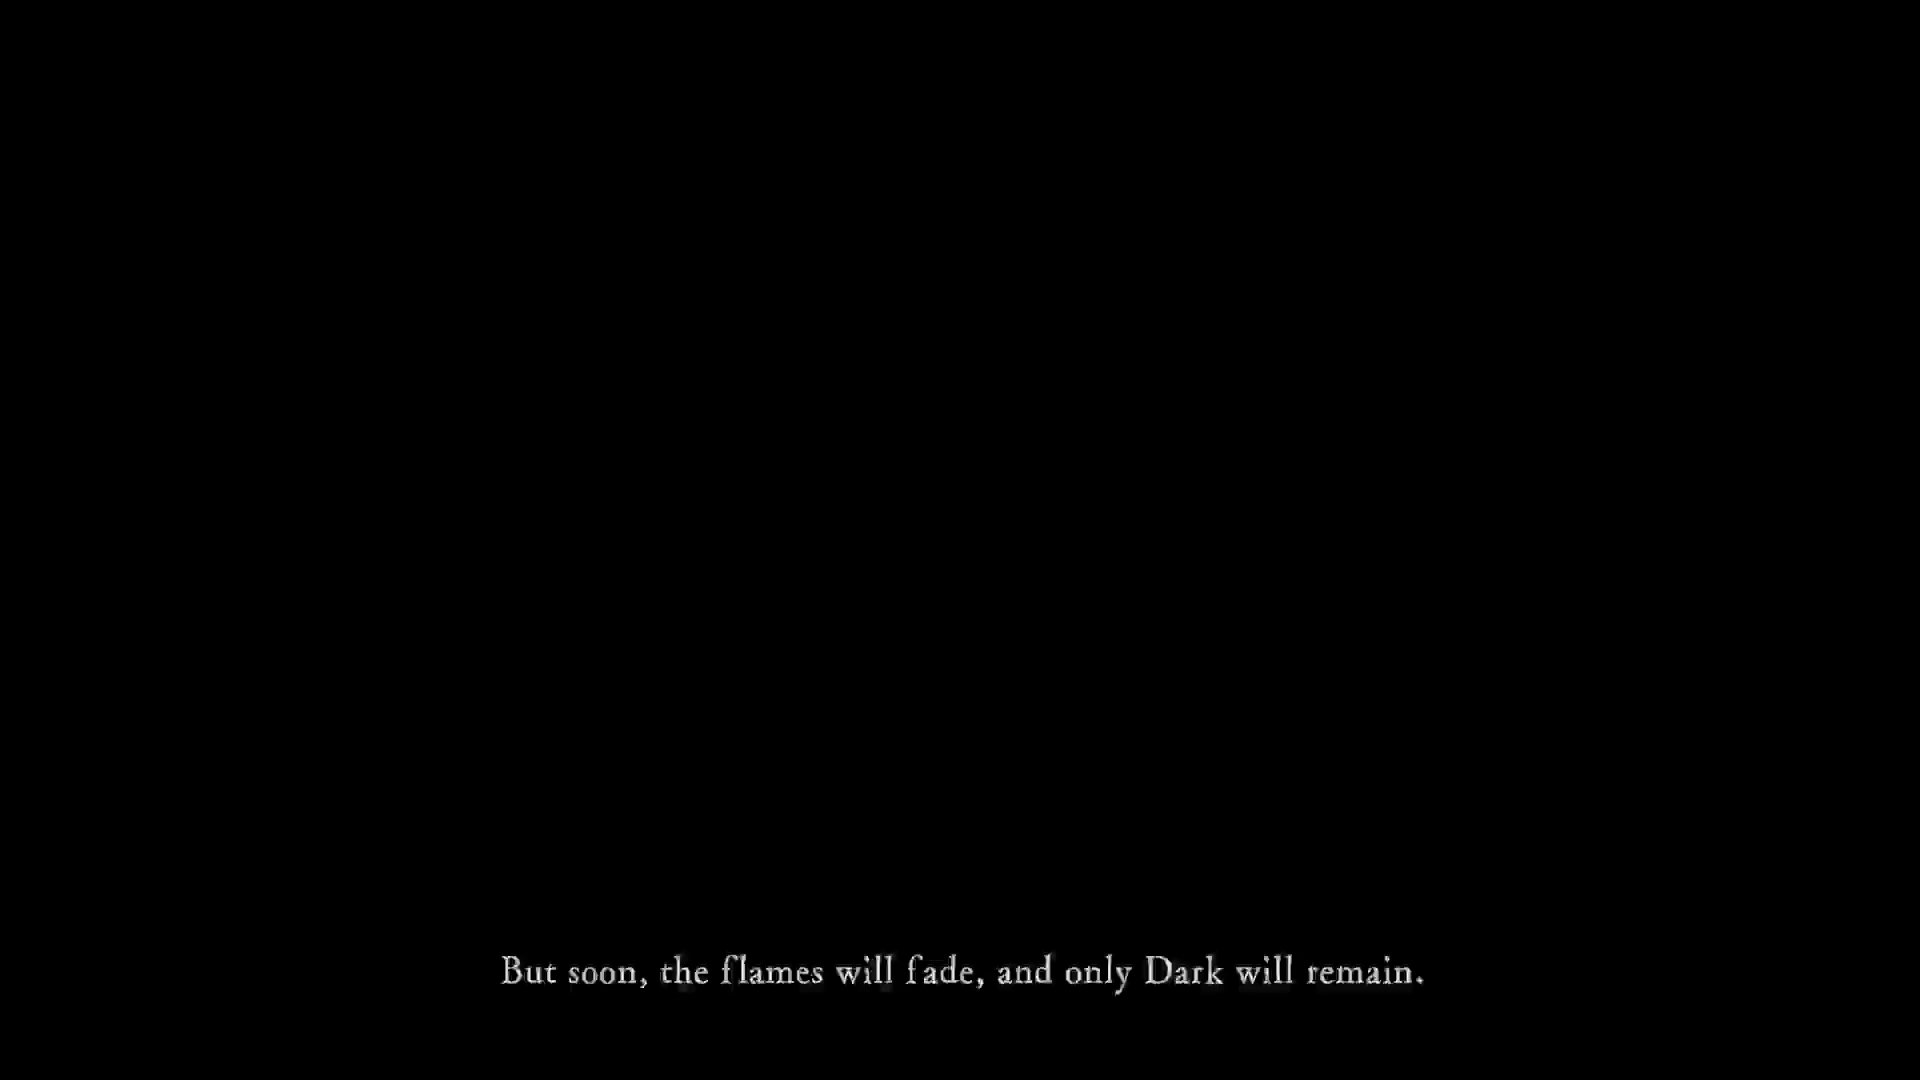 But soon, the flames will fade, and only Dark will remain.